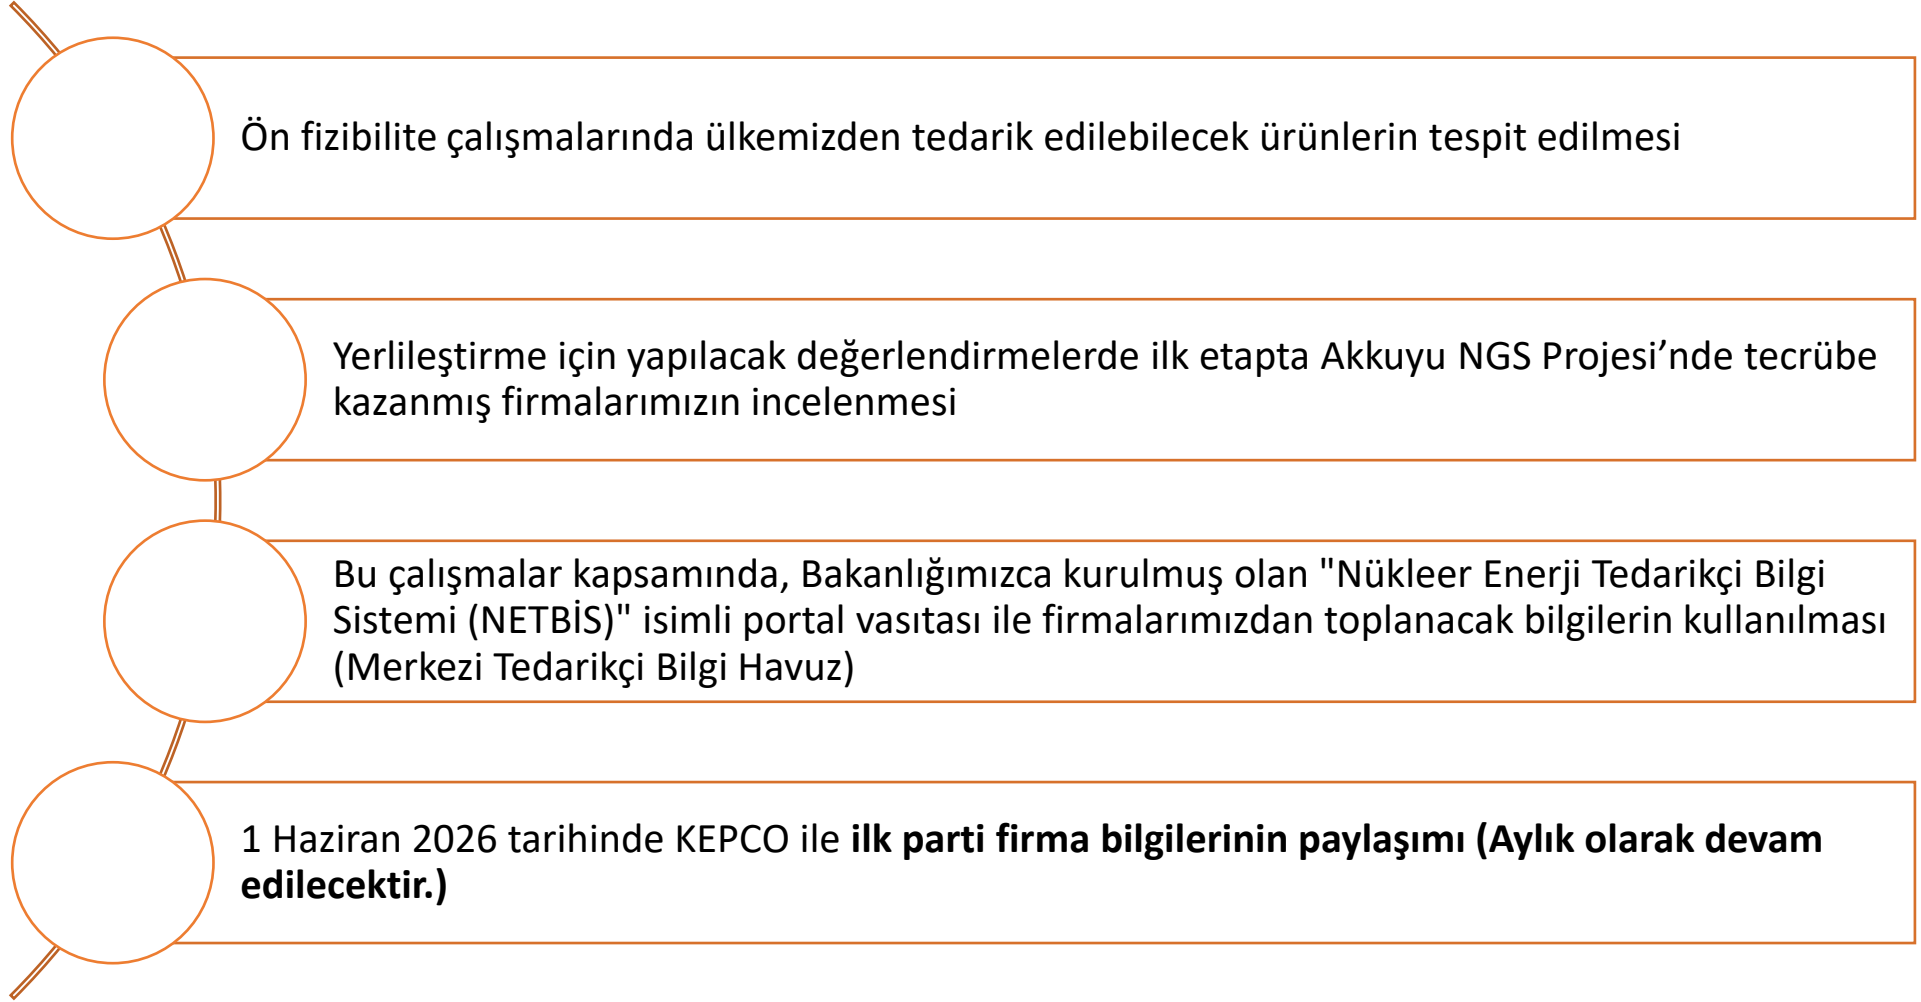 Ön fizibilite çalışmalarında ülkemizden tedarik edilebilecek ürünlerin tespit edilmesi
Yerlileştirme için yapılacak değerlendirmelerde ilk etapta Akkuyu NGS Projesi’nde tecrübe
kazanmış firmalarımızın incelenmesi
Bu çalışmalar kapsamında, Bakanlığımızca kurulmuş olan "Nükleer Enerji Tedarikçi Bilgi
Sistemi (NETBİS)" isimli portal vasıtası ile firmalarımızdan toplanacak bilgilerin kullanılması
(Merkezi Tedarikçi Bilgi Havuz)
1 Haziran 2026 tarihinde KEPCO ile ilk parti firma bilgilerinin paylaşımı (Aylık olarak devam
edilecektir.)